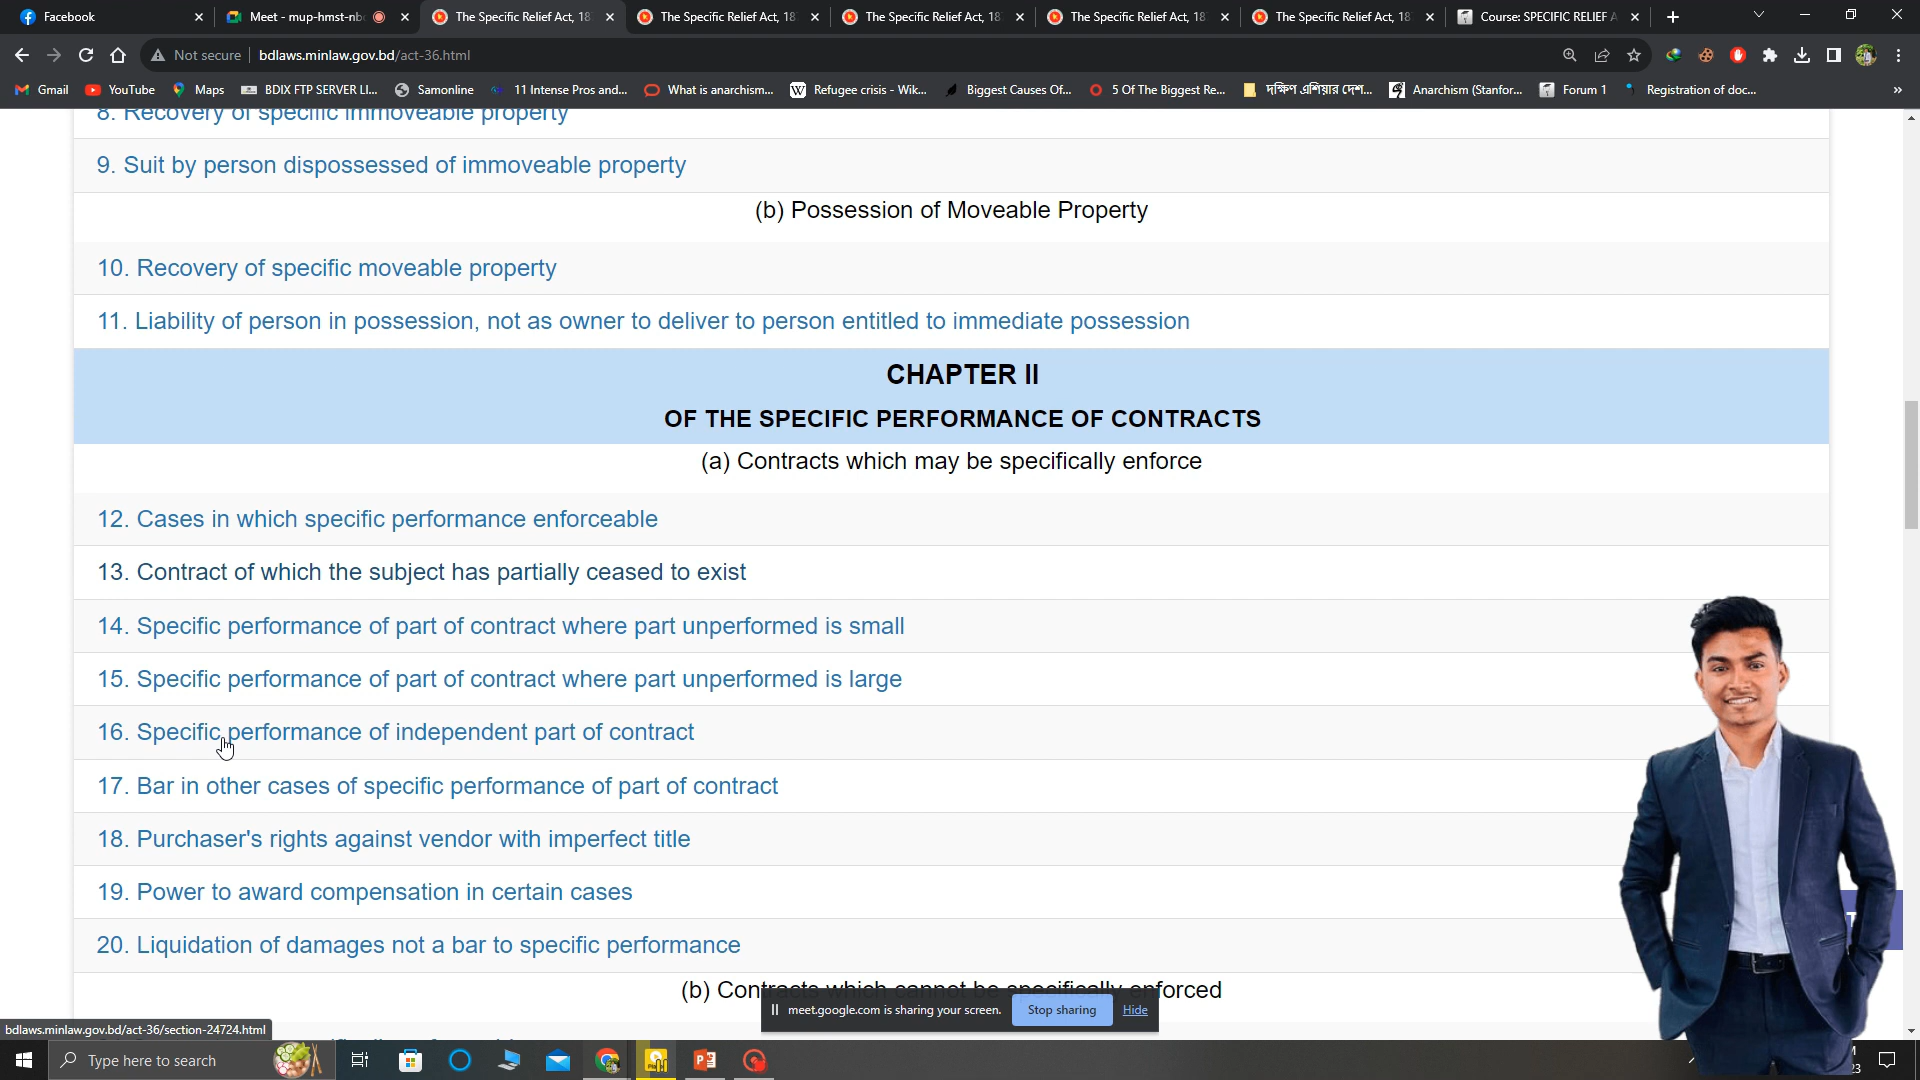 Facebook
Meet - mup-hmst-nb
The Specific Relief Act, 18
The Specific Relief Act, 18
The Specific Relief Act, 18
The Specific Relief Act, 18
The Specific Relief Act, 18
Course: SPECIFIC RELIEF A
Not secure
bdlaws.minlaw.gov.bd/act-36.html
Gmail
YouTube
Maps
BDIX FTP SERVER LI...
Samonline
11 Intense Pros and...
What is anarchism...
Refugee crisis - Wik...
Biggest Causes Of...
5 Of The Biggest Re...
দক্ষিণ এশিয়ার দেশ...
Anarchism (Stanfor...
Forum 1
Registration of doc...
8. Recovery of specific immoveable property
9. Suit by person dispossessed of immoveable property
(b) Possession of Moveable Property
10. Recovery of specific moveable property
11. Liability of person in possession, not as owner to deliver to person entitled to immediate possession
CHAPTER II
OF THE SPECIFIC PERFORMANCE OF CONTRACTS
(a) Contracts which may be specifically enforce
12. Cases in which specific performance enforceable
13. Contract of which the subject has partially ceased to exist
14. Specific performance of part of contract where part unperformed is small
15. Specific performance of part of contract where part unperformed is large
16. Specific performance of independent part of contract
17. Bar in other cases of specific performance of part of contract
18. Purchaser's rights against vendor with imperfect title
19. Power to award compensation in certain cases
20. Liquidation of damages not a bar to specific performance
(b) Contracts which cannot be specifically enforced
meet.google.com is sharing your screen.
Stop sharing
Hide
bdlaws.minlaw.gov.bd/act-36/section-24724.html
Type here to search